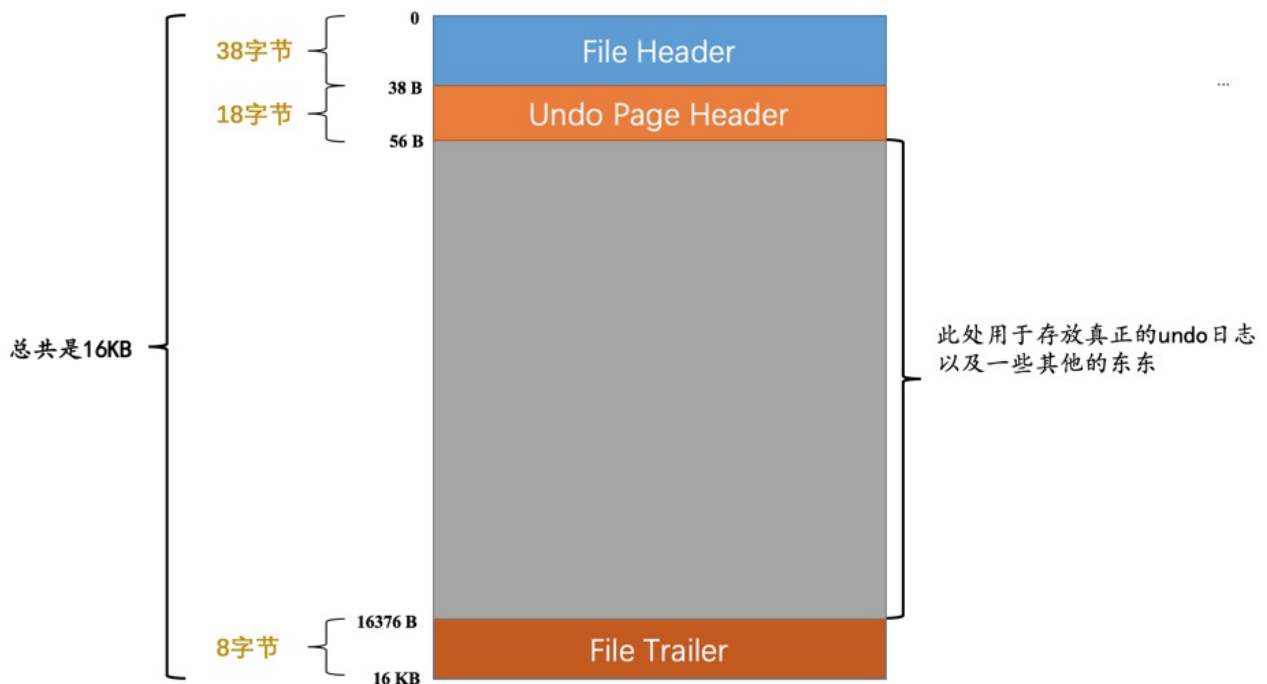 0
38字节
File Header
38 B
...
18字节
Undo Page Header
56 B
总共是16KB
此处用于存放真正的undo日志
以及一些其他的东东
16376 B
8字节
File Trailer
16 KB